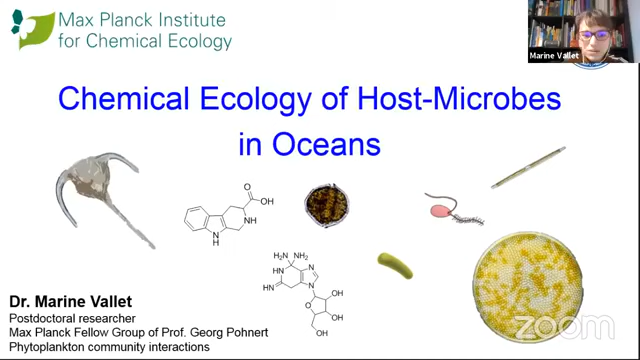 Max Planck Institute
for Chemical Ecology
Marine Vallet
Chemical Ecology of Host-Microbes
in Oceans
O
OH
NH
N
H
H₂N NH₂
HN
N
NH
N
O
OH
OH
OH
Dr. Marine Vallet
Postdoctoral researcher
Max Planck Fellow Group of Prof. Georg Pohnert
Phytoplankton community interactions
zoom